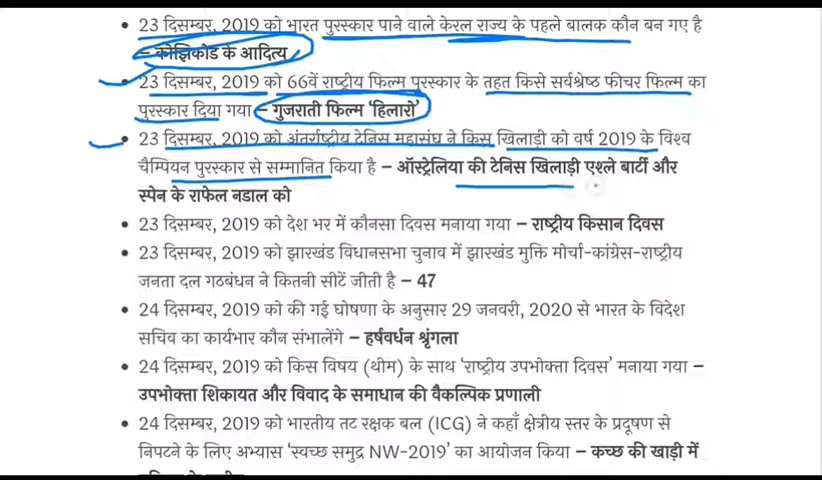 • 23 दिसम्बर, 2019 को भारत पुरस्कार पाने वाले केरल राज्य के पहले बालक कौन बन गए है
– कोझिकोड के आदित्य
• 23 दिसम्बर, 2019 को 66वें राष्ट्रीय फिल्म पुरस्कार के तहत किसे सर्वश्रेष्ठ फीचर फिल्म का
पुरस्कार दिया गया – गुजराती फिल्म ‘हिलारो’
• 23 दिसम्बर, 2019 को अंतर्राष्ट्रीय टेनिस महासंघ ने किस खिलाड़ी को वर्ष 2019 के विश्व
चैम्पियन पुरस्कार से सम्मानित किया है – ऑस्ट्रेलिया की टेनिस खिलाड़ी एश्ले बार्टी और
स्पेन के राफेल नडाल को
• 23 दिसम्बर, 2019 को देश भर में कौनसा दिवस मनाया गया – राष्ट्रीय किसान दिवस
• 23 दिसम्बर, 2019 को झारखंड विधानसभा चुनाव में झारखंड मुक्ति मोर्चा-कांग्रेस-राष्ट्रीय
जनता दल गठबंधन ने कितनी सीटें जीती है – 47
• 24 दिसम्बर, 2019 को की गई घोषणा के अनुसार 29 जनवरी, 2020 से भारत के विदेश
सचिव का कार्यभार कौन संभालेंगे – हर्षवर्धन श्रृंगला
• 24 दिसम्बर, 2019 को किस विषय (थीम) के साथ ‘राष्ट्रीय उपभोक्ता दिवस’ मनाया गया –
उपभोक्ता शिकायत और विवाद के समाधान की वैकल्पिक प्रणाली
• 24 दिसम्बर, 2019 को भारतीय तट रक्षक बल (ICG) ने कहाँ क्षेत्रीय स्तर के प्रदूषण से
निपटने के लिए अभ्यास ‘स्वच्छ समुद्र NW-2019’ का आयोजन किया – कच्छ की खाड़ी में